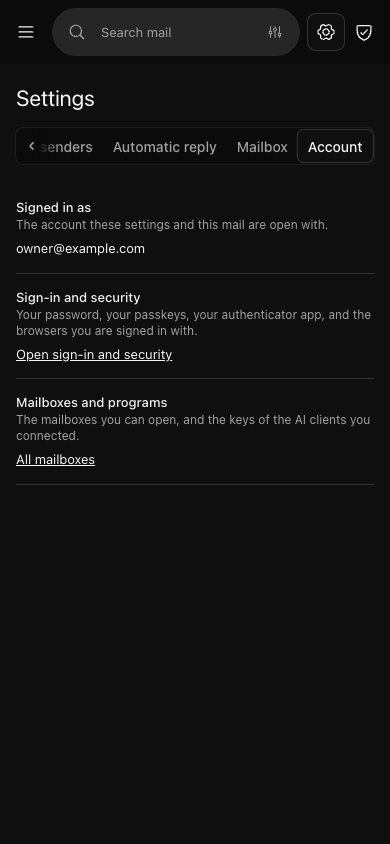 Search mail
Settings
senders Automatic reply Mailbox Account
Signed in as
The account these settings and this mail are open with.
owner@example.com
Sign-in and security
Your password, your passkeys, your authenticator app, and the
browsers you are signed in with.
Open sign-in and security
Mailboxes and programs
The mailboxes you can open, and the keys of the AI clients you
connected.
All mailboxes